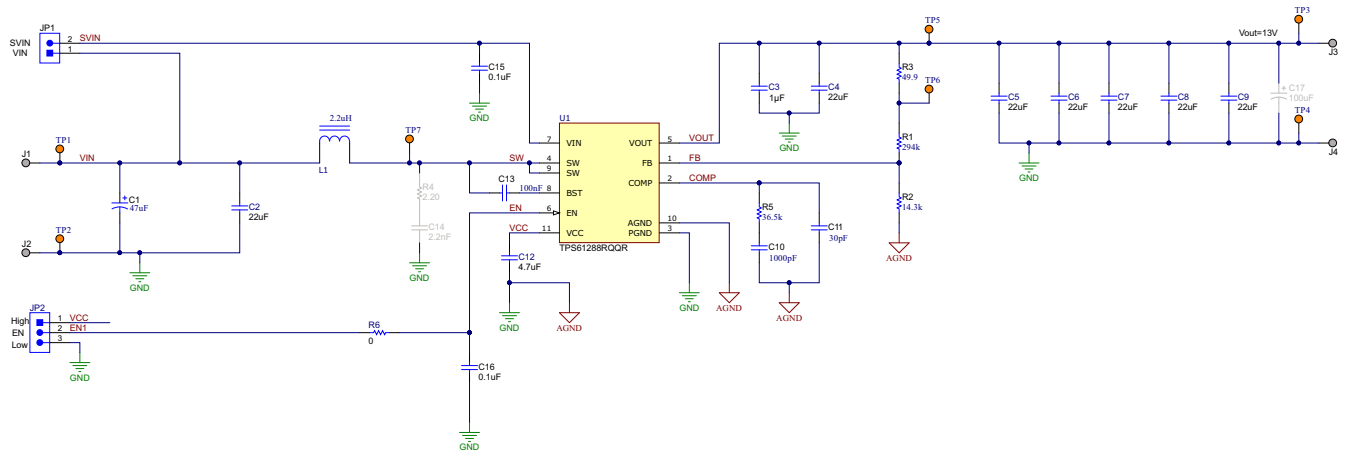 JP1
SVIN
2
SVIN
VIN
1
C15
0.1uF
GND
TP5
TP3
Vout=13V
J3
R3
49.9
TP6
C3
1µF
C4
22uF
GND
C5
22uF
C6
22uF
C7
22uF
C8
22uF
C9
22uF
+
C17
100uF
TP4
J4
GND
R1
294k
R2
14.3k
AGND
U1
7
VIN
VOUT
5
VOUT
4
SW
FB
1
FB
9
SW
COMP
2
COMP
8
BST
6
EN
AGND
10
11
VCC
PGND
3
TPS61288RQQR
SW
EN
VCC
C13
100nF
2.2uH
L1
TP7
R4
2.20
C14
2.2nF
GND
TP1
J1
VIN
+
C1
47uF
C2
22uF
TP2
J2
GND
C12
4.7uF
GND
AGND
R5
36.5k
C10
1000pF
C11
30pF
AGND
GND
AGND
JP2
High
1
VCC
EN
2
EN1
Low
3
GND
R6
0
C16
0.1uF
GND